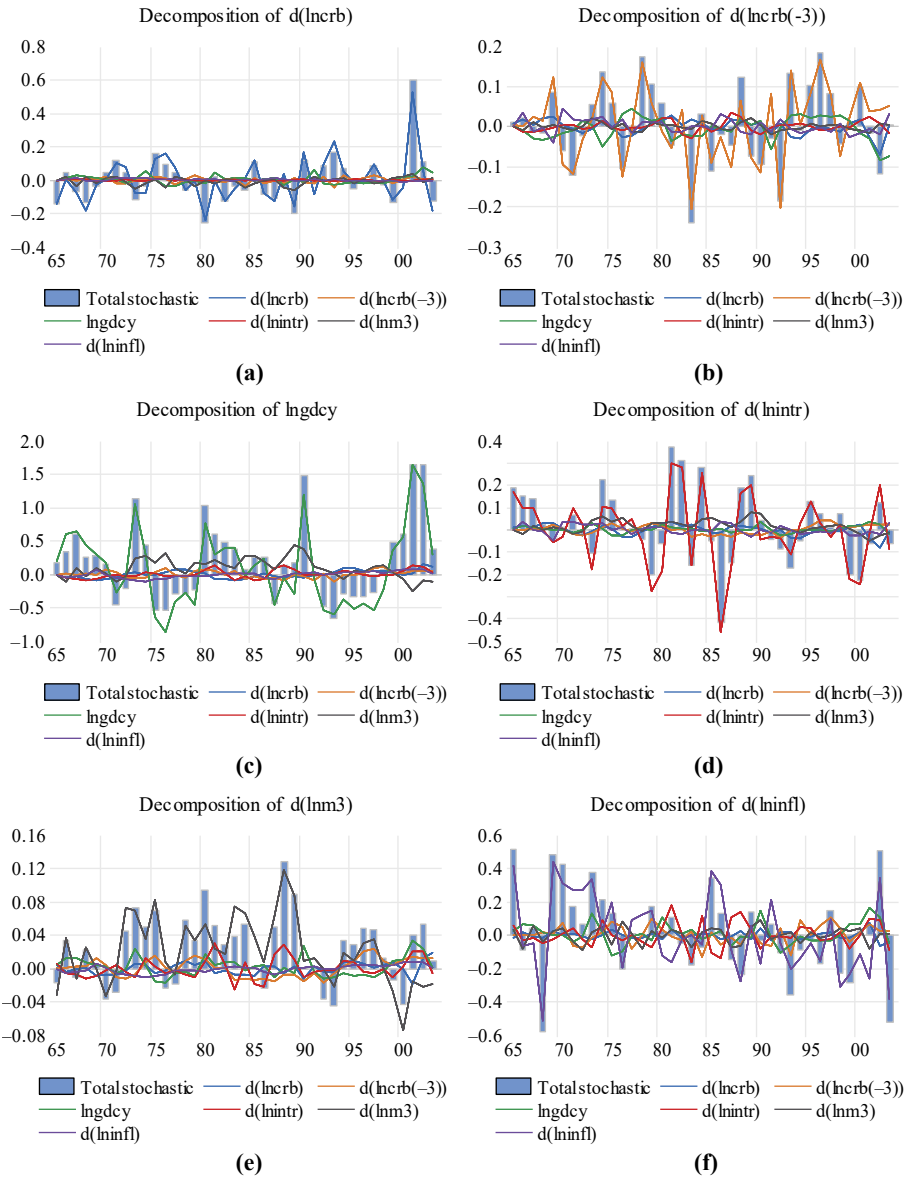 Decomposition of d(lncrb)
0.8
0.6
0.4
0.2
0.0
–0.2
–0.4
65 70 75 80 85 90 95 00
Total stochastic d(lncrb) d(lncrb(–3))
lngdcy d(lnintr) d(lnm3)
d(lninfl)
(a)
Decomposition of d(lncrb(-3))
0.2
0.1
0.0
–0.1
–0.2
–0.3
65 70 75 80 85 90 95 00
Total stochastic d(lncrb) d(lncrb(–3))
lngdcy d(lnintr) d(lnm3)
d(lninfl)
(b)
Decomposition of lngdcy
2.0
1.5
1.0
0.5
0.0
–0.5
–1.0
65 70 75 80 85 90 95 00
Total stochastic d(lncrb) d(lncrb(–3))
lngdcy d(lnintr) d(lnm3)
d(lninfl)
(c)
Decomposition of d(lnintr)
0.4
0.2
0.1
–0.1
–0.2
–0.4
–0.5
65 70 75 80 85 90 95 00
Total stochastic d(lncrb) d(lncrb(–3))
lngdcy d(lnintr) d(lnm3)
d(lninfl)
(d)
Decomposition of d(lnm3)
0.16
0.12
0.08
0.04
0.00
–0.04
–0.08
65 70 75 80 85 90 95 00
Total stochastic d(lncrb) d(lncrb(–3))
lngdcy d(lnintr) d(lnm3)
d(lninfl)
(e)
Decomposition of d(lninfl)
0.6
0.4
0.2
0.0
–0.2
–0.4
–0.6
65 70 75 80 85 90 95 00
Total stochastic d(lncrb) d(lncrb(–3))
lngdcy d(lnintr) d(lnm3)
d(lninfl)
(f)